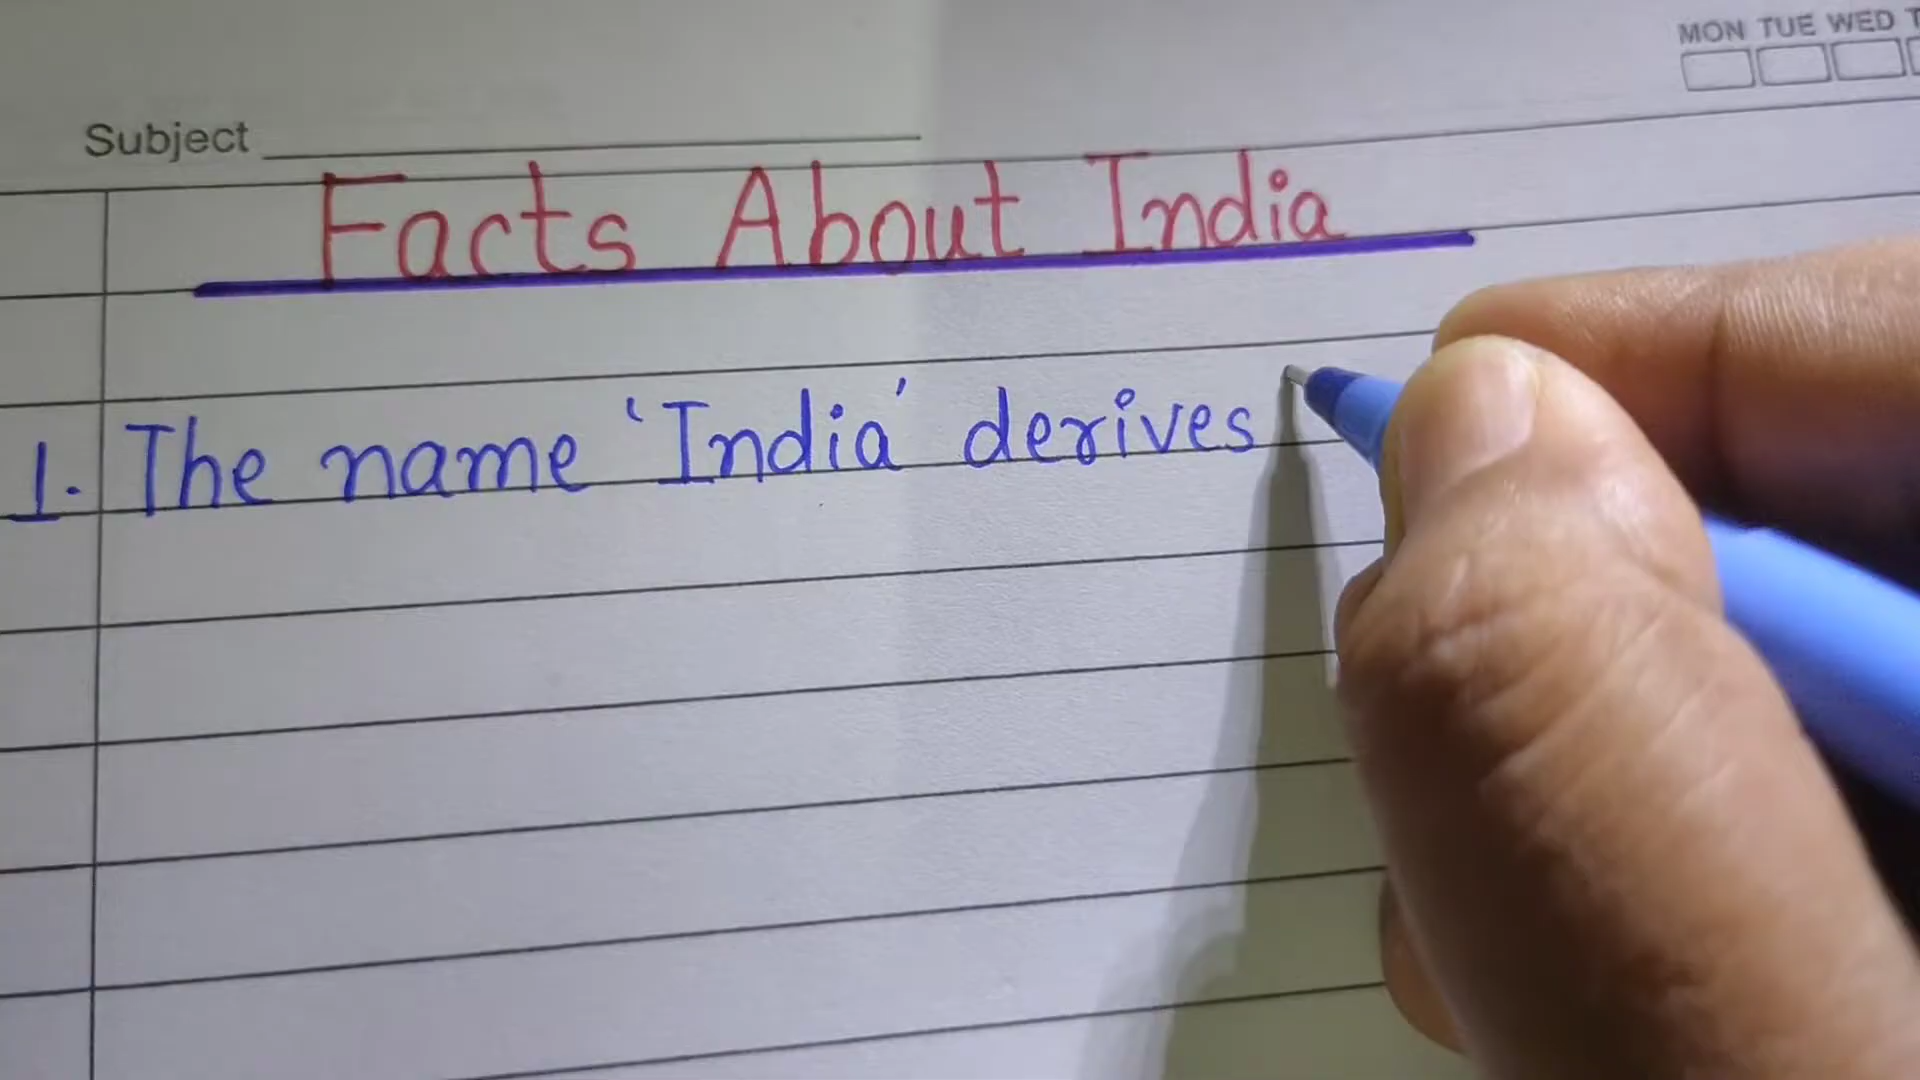 MON TUE WED T
Subject
Facts About India
1. The name 'India' derives